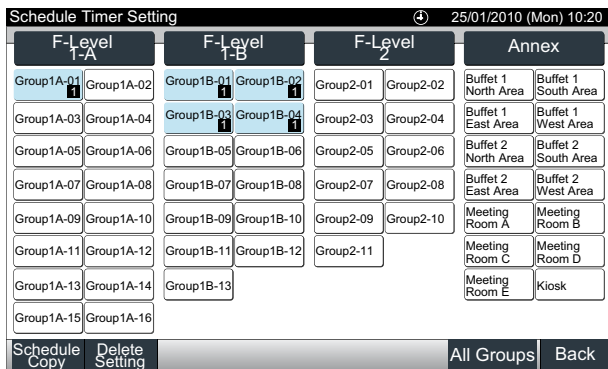 Schedule Timer Setting 25/01/2010 (Mon) 10:20
F-Level
1-A
F-Level
1-B
F-Level
2
Annex
Group1A-01 Group1A-02 Group1B-01 Group1B-02 Group2-01 Group2-02 Buffet 1 Buffet 1
1 1 1 North Area South Area
Group1A-03 Group1A-04 Group1B-03 Group1B-04 Group2-03 Group2-04 Buffet 1 Buffet 1
1 1 East Area West Area
Group1A-05 Group1A-06 Group1B-05 Group1B-06 Group2-05 Group2-06 Buffet 2 Buffet 2
North Area South Area
Group1A-07 Group1A-08 Group1B-07 Group1B-08 Group2-07 Group2-08 Buffet 2 Buffet 2
East Area West Area
Group1A-09 Group1A-10 Group1B-09 Group1B-10 Group2-09 Group2-10 Meeting Meeting
Room A Room B
Group1A-11 Group1A-12 Group1B-11 Group1B-12 Group2-11 Meeting Meeting
Room C Room D
Group1A-13 Group1A-14 Group1B-13 Meeting Kiosk
Room E
Group1A-15 Group1A-16
Schedule
Copy
Delete
Setting
All Groups Back